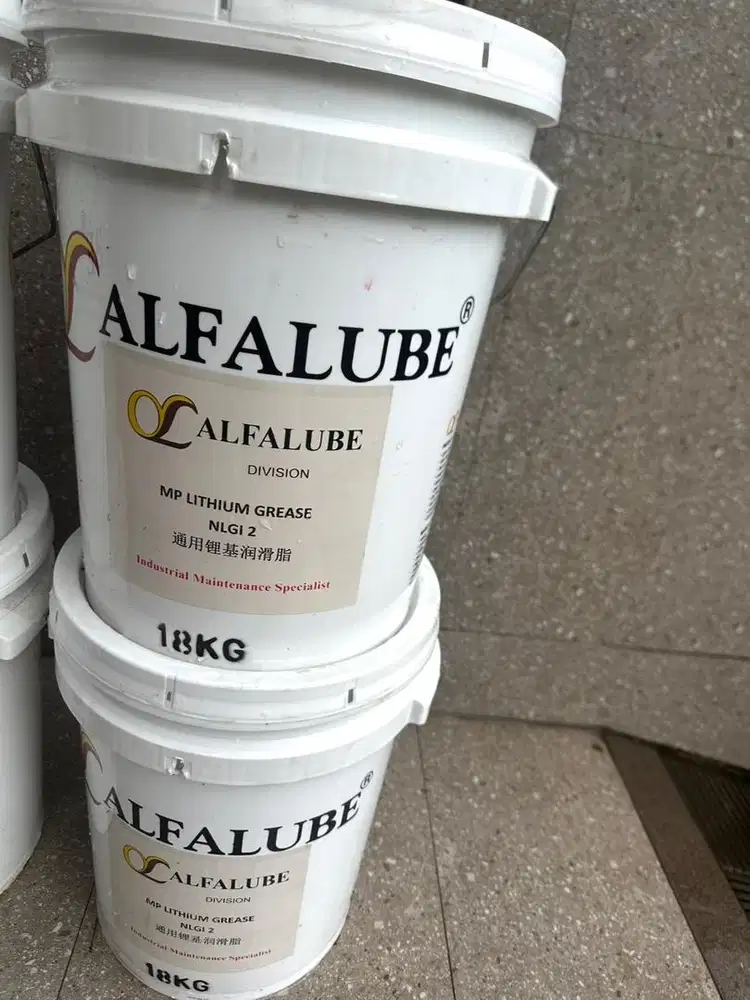 ALFALUBE®
ALFALUBE
DIVISION
MP LITHIUM GREASE
NLGI 2
通用锂基润滑脂
Industrial Maintenance Specialist
18KG
ALFALUBE®
ALFALUBE
DIVISION
MP LITHIUM GREASE
NLGI 2
通用锂基润滑脂
Industrial Maintenance Specialist
18KG